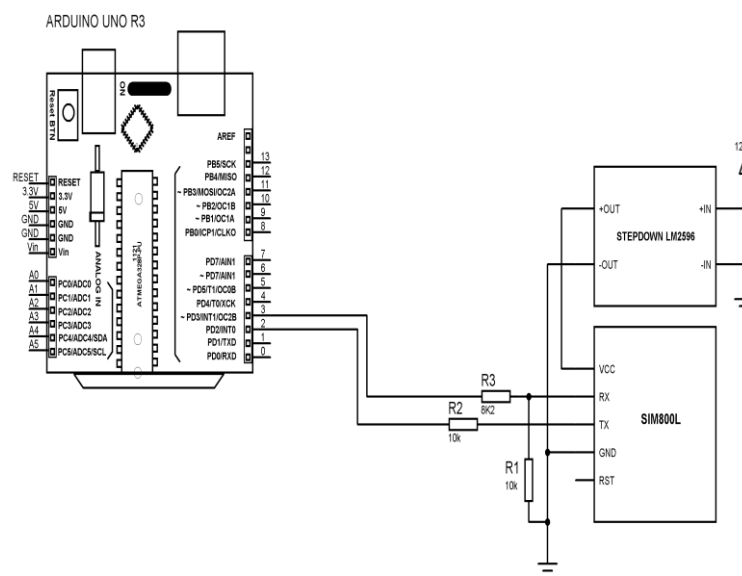 ARDUINO UNO R3
ON
Reset BTN
AREF
PB5/SCK 13
PB4/MISO 12
~ PB3/MOSI/OC2A 11
~ PB2/OC1B 10
~ PB1/OC1A 9
PB0/ICP1/CLKO 8
RESET RESET
3.3V 3.3V
5V 5V
GND GND
GND GND
Vin Vin
ANALOG IN
ATMEGA328P-PU
1121
PD7/AIN1 7
~ PD7/AIN1 6
~ PD5/T1/OC0B 5
PD4/T0/XCK 4
~ PD3/INT1/OC2B 3
PD2/INT0 2
PD1/TXD 1
PD0/RXD 0
A0 PC0/ADC0
A1 PC1/ADC1
A2 PC2/ADC2
A3 PC3/ADC3
A4 PC4/ADC4/SDA
A5 PC5/ADC5/SCL
12
+OUT +IN
STEPDOWN LM2596
-OUT -IN
VCC
RX
TX
GND
RST
SIM800L
R3
8K2
R2
10k
R1
10k